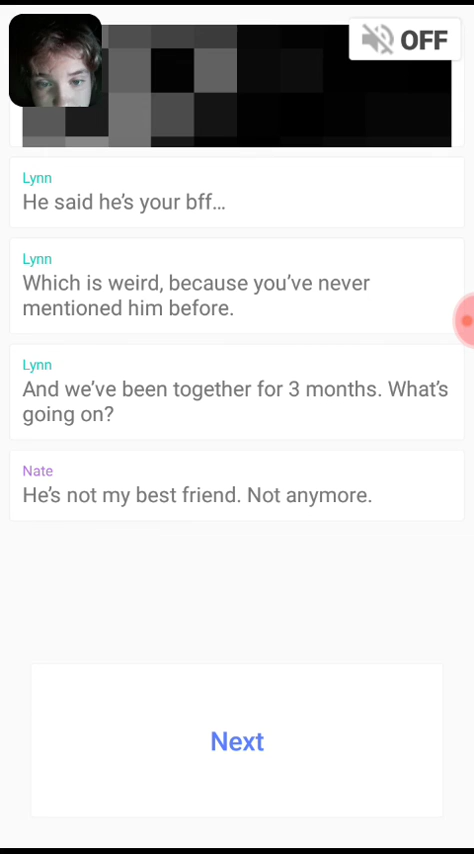 OFF
Lynn
He said he's your bff...
Lynn
Which is weird, because you've never
mentioned him before.
Lynn
And we've been together for 3 months. What's
going on?
Nate
He's not my best friend. Not anymore.
Next